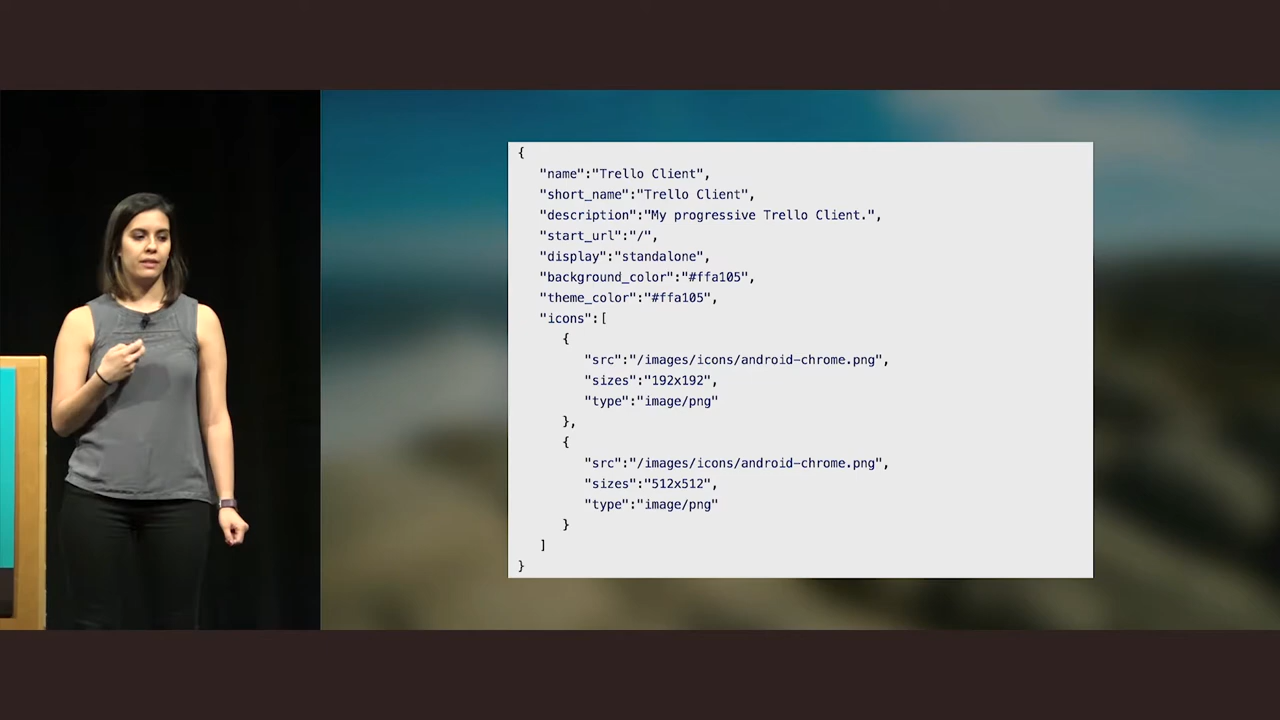 {
"name":"Trello Client",
"short_name":"Trello Client",
"description":"My progressive Trello Client.",
"start_url":"/",
"display":"standalone",
"background_color":"#ffa105",
"theme_color":"#ffa105",
"icons":[
{
"src":"/images/icons/android-chrome.png",
"sizes":"192x192",
"type":"image/png"
},
{
"src":"/images/icons/android-chrome.png",
"sizes":"512x512",
"type":"image/png"
}
]
}